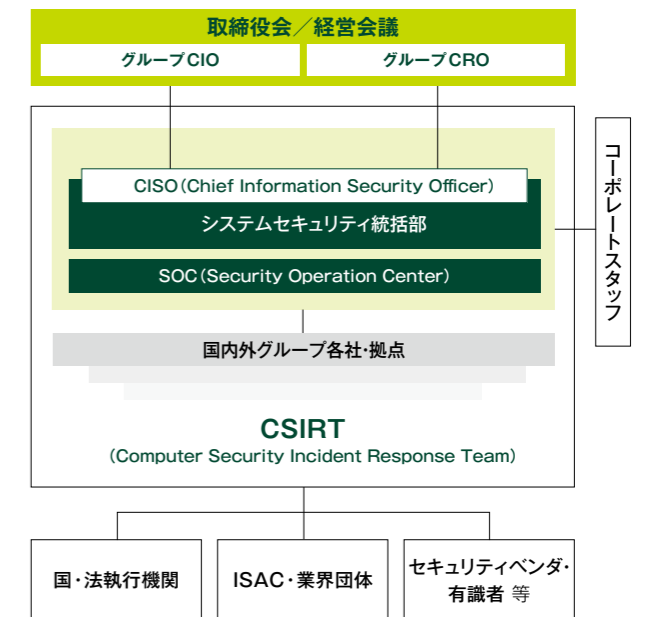 取締役会／経営会議
グループCIO
グループCRO
CISO（Chief Information Security Officer）
システムセキュリティ統括部
SOC（Security Operation Center）
コーポレートスタッフ
国内外グループ各社・拠点
CSIRT
（Computer Security Incident Response Team）
国・法執行機関
ISAC・業界団体
セキュリティベンダ・
有識者 等